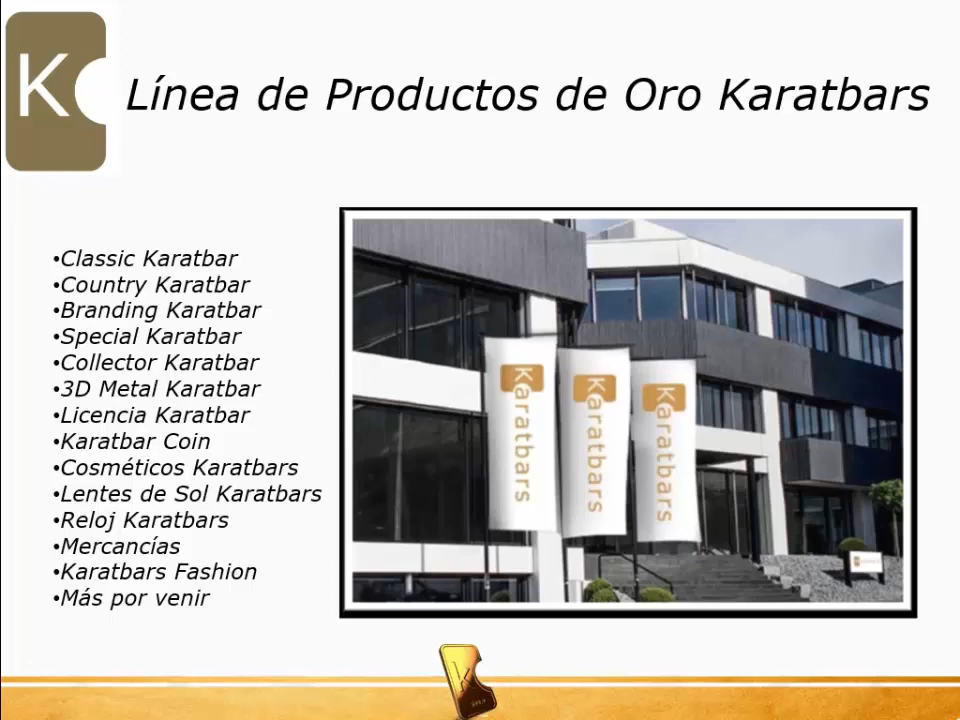 K
Línea de Productos de Oro Karatbars
•Classic Karatbar
•Country Karatbar
•Branding Karatbar
•Special Karatbar
•Collector Karatbar
•3D Metal Karatbar
•Licencia Karatbar
•Karatbar Coin
•Cosméticos Karatbars
•Lentes de Sol Karatbars
•Reloj Karatbars
•Mercancías
•Karatbars Fashion
•Más por venir
Karatbars
Karatbars
Karatbars
K